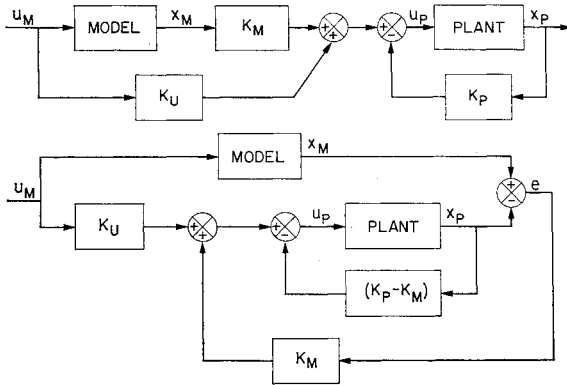 u_M MODEL x_M K_M + + + − u_P PLANT x_P
K_U K_P
MODEL x_M
u_M + − e
K_U + + + − u_P PLANT x_P
(K_P-K_M)
K_M